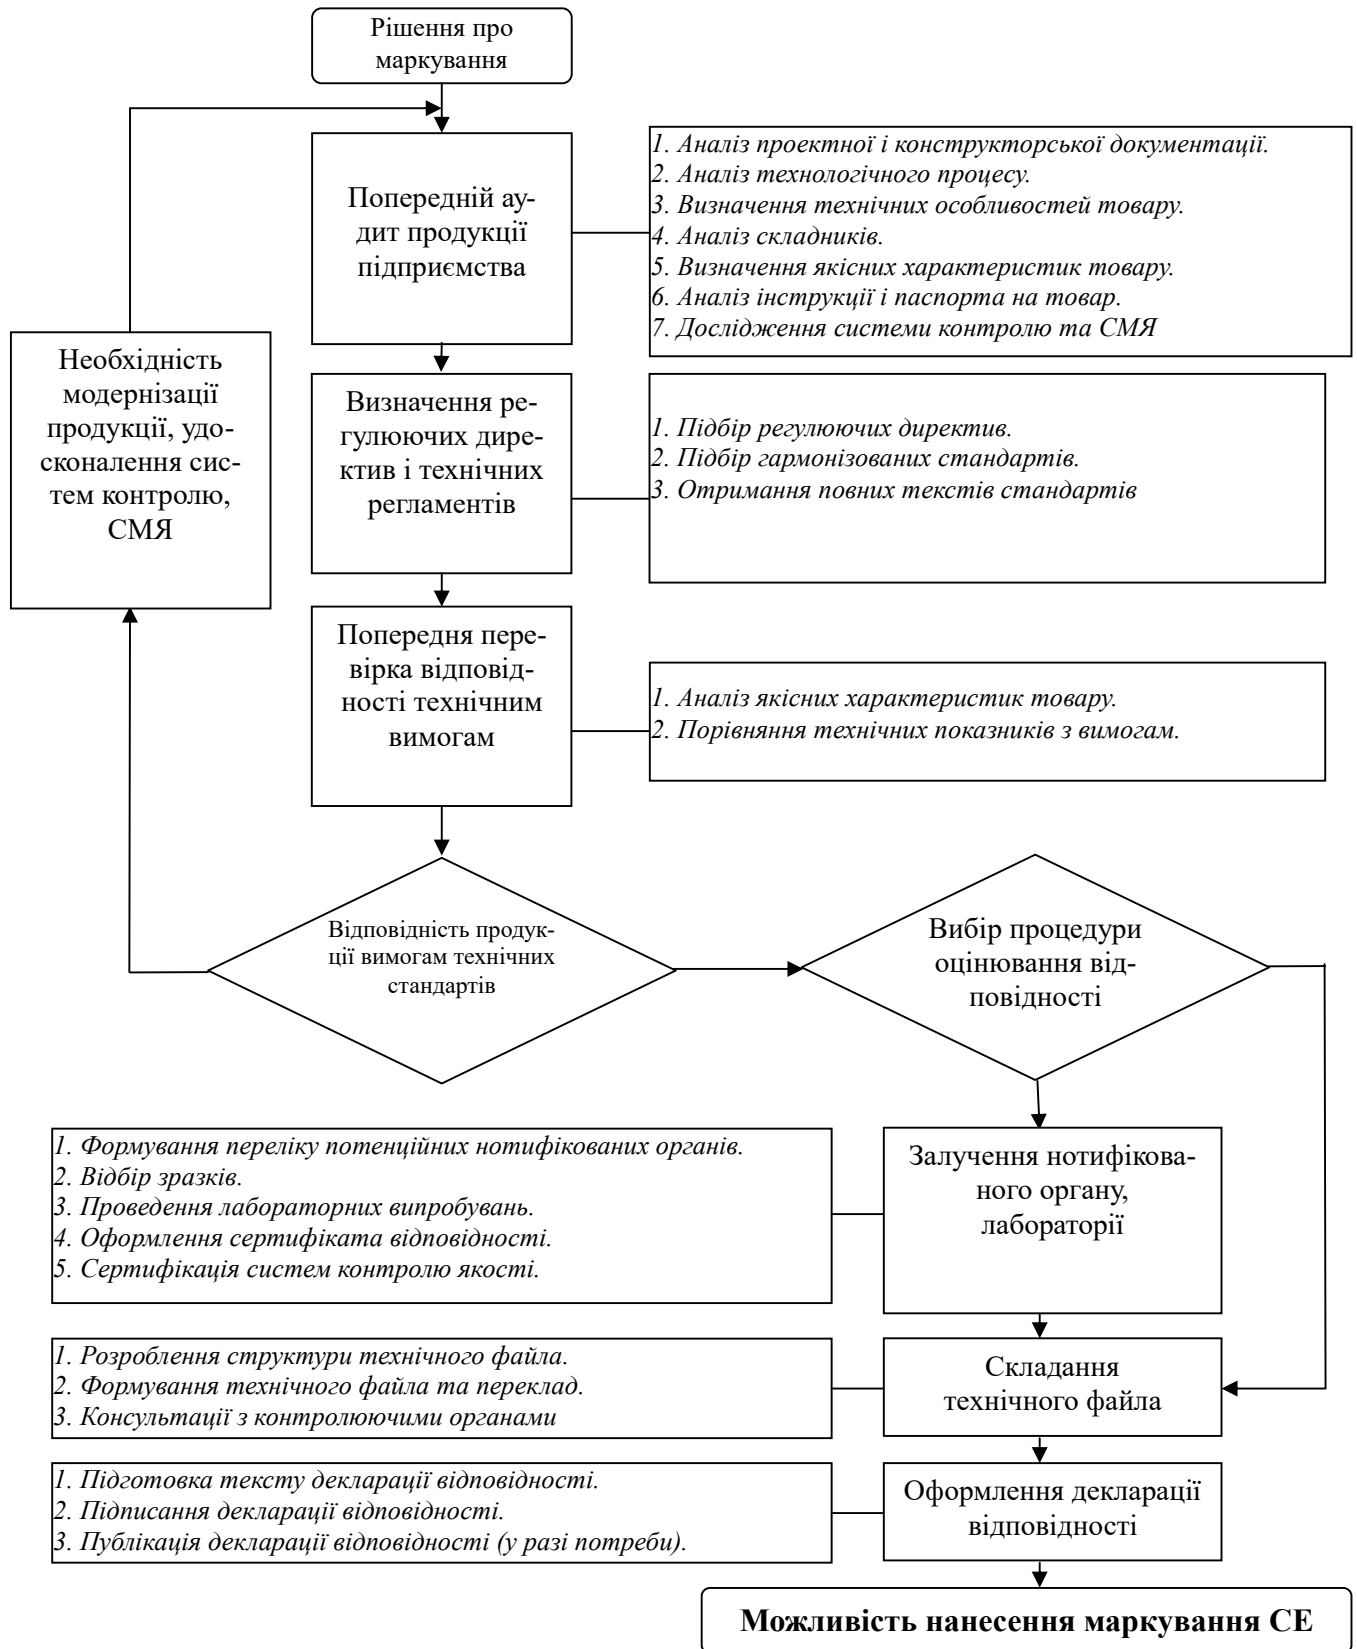 Рішення про
маркування
Попередній ау-
дит продукції
підприємства
1. Аналіз проектної і конструкторської документації.
2. Аналіз технологічного процесу.
3. Визначення технічних особливостей товару.
4. Аналіз складників.
5. Визначення якісних характеристик товару.
6. Аналіз інструкції і паспорта на товар.
7. Дослідження системи контролю та СМЯ
Необхідність
модернізації
продукції, удо-
сконалення сис-
тем контролю,
СМЯ
Визначення ре-
гулюючих дире-
ктив і технічних
регламентів
1. Підбір регулюючих директив.
2. Підбір гармонізованих стандартів.
3. Отримання повних текстів стандартів
Попередня пере-
вірка відповід-
ності технічним
вимогам
1. Аналіз якісних характеристик товару.
2. Порівняння технічних показників з вимогам.
Відповідність продук-
ції вимогам технічних
стандартів
Вибір процедури
оцінювання від-
повідності
1. Формування переліку потенційних нотифікованих органів.
2. Відбір зразків.
3. Проведення лабораторних випробувань.
4. Оформлення сертифіката відповідності.
5. Сертифікація систем контролю якості.
Залучення нотифікова-
ного органу,
лабораторії
1. Розроблення структури технічного файла.
2. Формування технічного файла та переклад.
3. Консультації з контролюючими органами
Складання
технічного файла
1. Підготовка тексту декларації відповідності.
2. Підписання декларації відповідності.
3. Публікація декларації відповідності (у разі потреби).
Оформлення декларації
відповідності
Можливість нанесення маркування СЕ